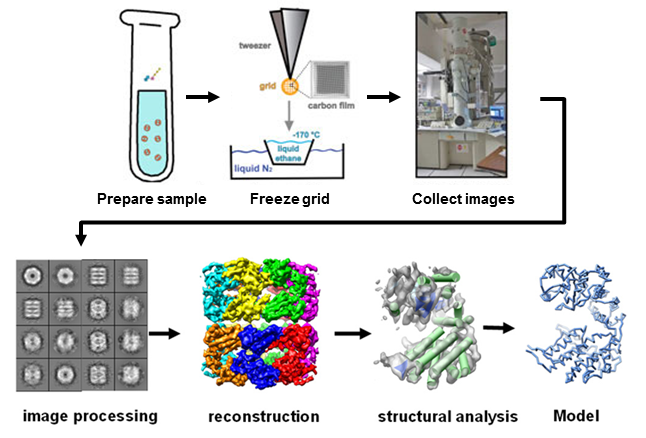 tweezer
grid
carbon film
-170 °C
liquid
ethane
liquid N₂
Prepare sample
Freeze grid
Collect images
image processing
reconstruction
structural analysis
Model